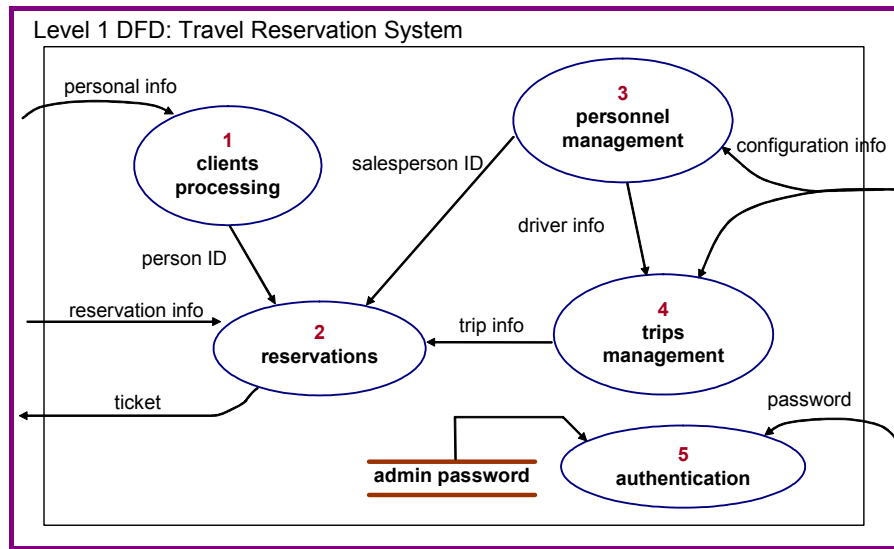 Level 1 DFD: Travel Reservation System
personal info
1
clients
processing
3
personnel
management
configuration info
salesperson ID
driver info
person ID
reservation info
2
reservations
trip info
4
trips
management
ticket
password
admin password
5
authentication